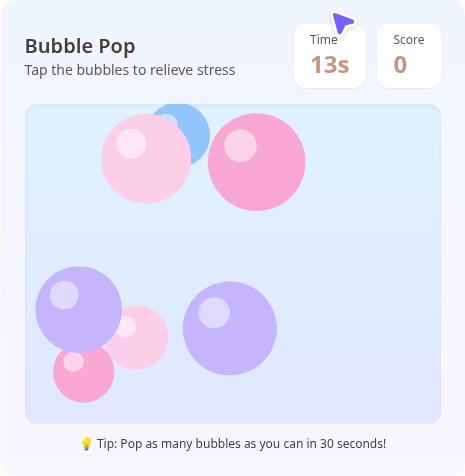 Bubble Pop
Tap the bubbles to relieve stress
Time
13s
Score
0
💡 Tip: Pop as many bubbles as you can in 30 seconds!